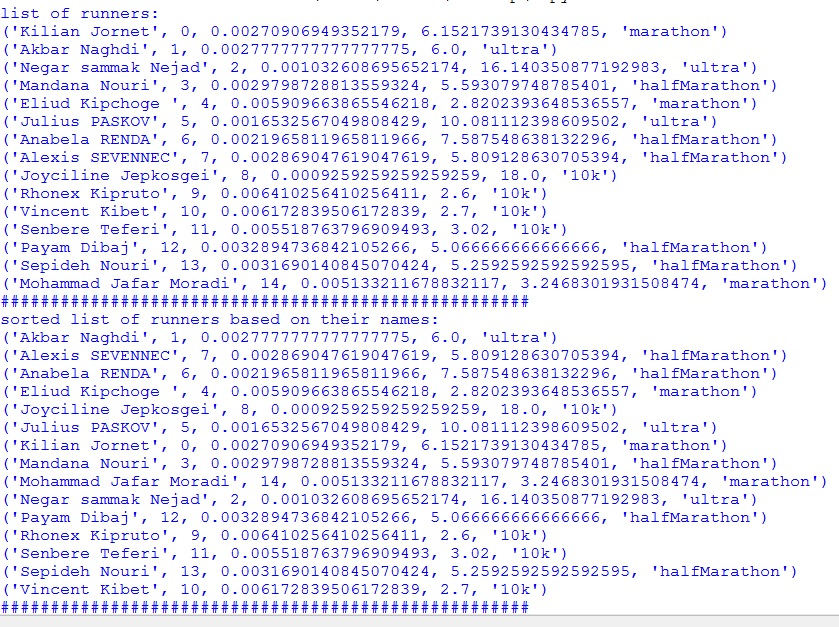 list of runners:
('Kilian Jornet', 0, 0.00270906949352179, 6.1521739130434785, 'marathon')
('Akbar Naghdi', 1, 0.0027777777777777775, 6.0, 'ultra')
('Negar sammak Nejad', 2, 0.001032608695652174, 16.140350877192983, 'ultra')
('Mandana Nouri', 3, 0.0029798728813559324, 5.593079748785401, 'halfMarathon')
('Eliud Kipchoge ', 4, 0.005909663865546218, 2.8202393648536557, 'marathon')
('Julius PASKOV', 5, 0.0016532567049808429, 10.081112398609502, 'ultra')
('Anabela RENDA', 6, 0.0021965811965811966, 7.587548638132296, 'halfMarathon')
('Alexis SEVENNEC', 7, 0.002869047619047619, 5.809128630705394, 'halfMarathon')
('Joyciline Jepkosgei', 8, 0.0009259259259259259, 18.0, '10k')
('Rhonex Kipruto', 9, 0.006410256410256411, 2.6, '10k')
('Vincent Kibet', 10, 0.006172839506172839, 2.7, '10k')
('Senbere Teferi', 11, 0.005518763796909493, 3.02, '10k')
('Payam Dibaj', 12, 0.0032894736842105266, 5.066666666666666, 'halfMarathon')
('Sepideh Nouri', 13, 0.0031690140845070424, 5.2592592592592595, 'halfMarathon')
('Mohammad Jafar Moradi', 14, 0.005133211678832117, 3.2468301931508474, 'marathon')
#####################################################
sorted list of runners based on their names:
('Akbar Naghdi', 1, 0.0027777777777777775, 6.0, 'ultra')
('Alexis SEVENNEC', 7, 0.002869047619047619, 5.809128630705394, 'halfMarathon')
('Anabela RENDA', 6, 0.0021965811965811966, 7.587548638132296, 'halfMarathon')
('Eliud Kipchoge ', 4, 0.005909663865546218, 2.8202393648536557, 'marathon')
('Joyciline Jepkosgei', 8, 0.0009259259259259259, 18.0, '10k')
('Julius PASKOV', 5, 0.0016532567049808429, 10.081112398609502, 'ultra')
('Kilian Jornet', 0, 0.00270906949352179, 6.1521739130434785, 'marathon')
('Mandana Nouri', 3, 0.0029798728813559324, 5.593079748785401, 'halfMarathon')
('Mohammad Jafar Moradi', 14, 0.005133211678832117, 3.2468301931508474, 'marathon')
('Negar sammak Nejad', 2, 0.001032608695652174, 16.140350877192983, 'ultra')
('Payam Dibaj', 12, 0.0032894736842105266, 5.066666666666666, 'halfMarathon')
('Rhonex Kipruto', 9, 0.006410256410256411, 2.6, '10k')
('Senbere Teferi', 11, 0.005518763796909493, 3.02, '10k')
('Sepideh Nouri', 13, 0.0031690140845070424, 5.2592592592592595, 'halfMarathon')
('Vincent Kibet', 10, 0.006172839506172839, 2.7, '10k')
#####################################################